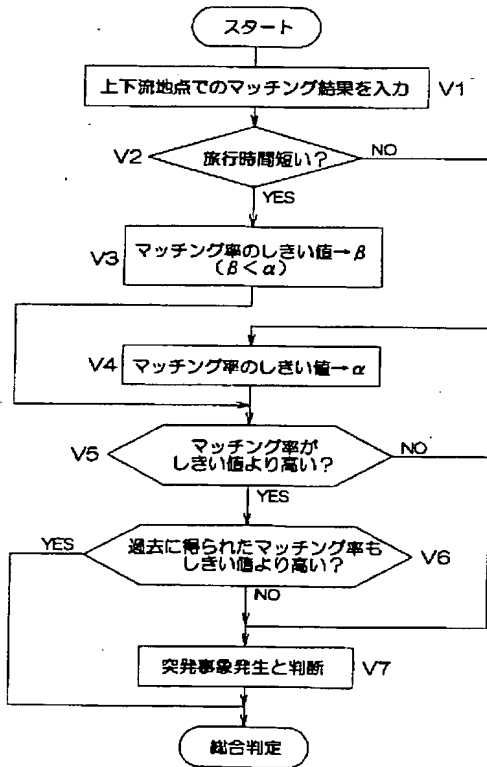 スタート
上下流地点でのマッチング結果を入力
V1
V2
旅行時間短い？
NO
YES
V3
マッチング率のしきい値→β
（β＜α）
V4
マッチング率のしきい値→α
V5
マッチング率が
しきい値より高い？
NO
YES
YES
過去に得られたマッチング率も
しきい値より高い？
V6
NO
突発事象発生と判断
V7
総合判定